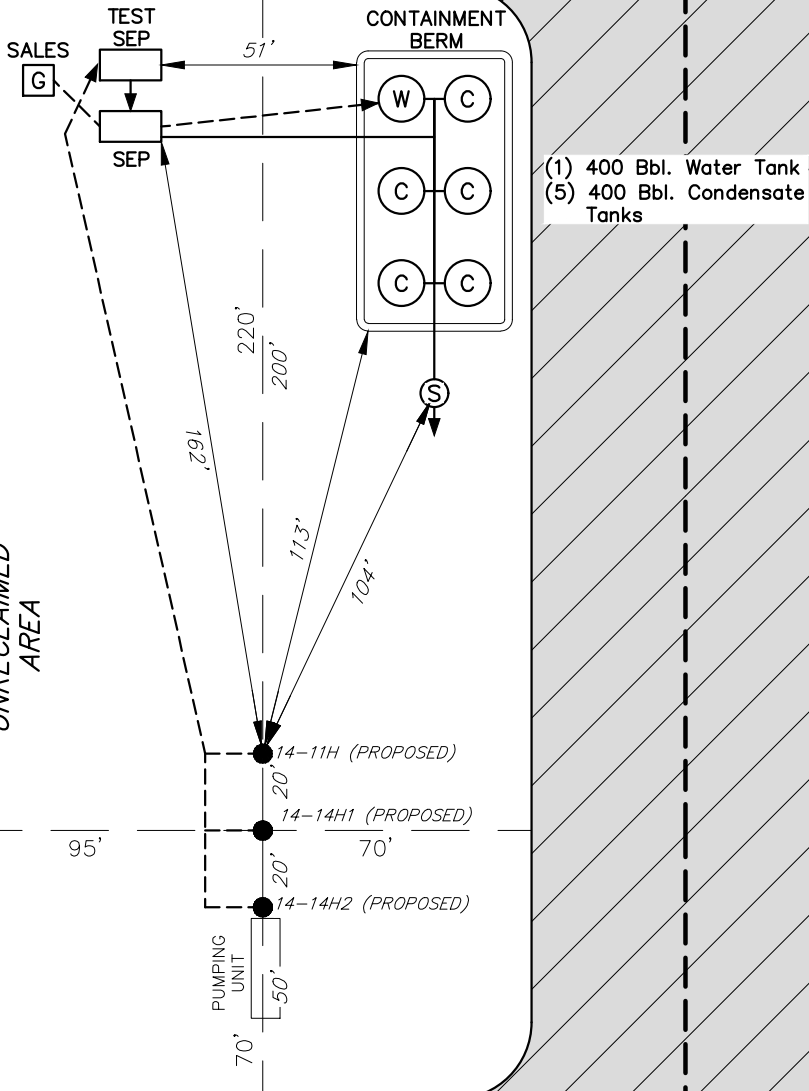 TEST
SEP
CONTAINMENT
BERM
SALES
G
51'
W
C
SEP
(1) 400 Bbl. Water Tank
(5) 400 Bbl. Condensate
Tanks
C
C
C
C
220'
200'
S
162'
113'
104'
UNRECLAIMED
AREA
14-11H (PROPOSED)
20'
14-14H1 (PROPOSED)
95'
70'
20'
14-14H2 (PROPOSED)
PUMPING
UNIT
50'
70'